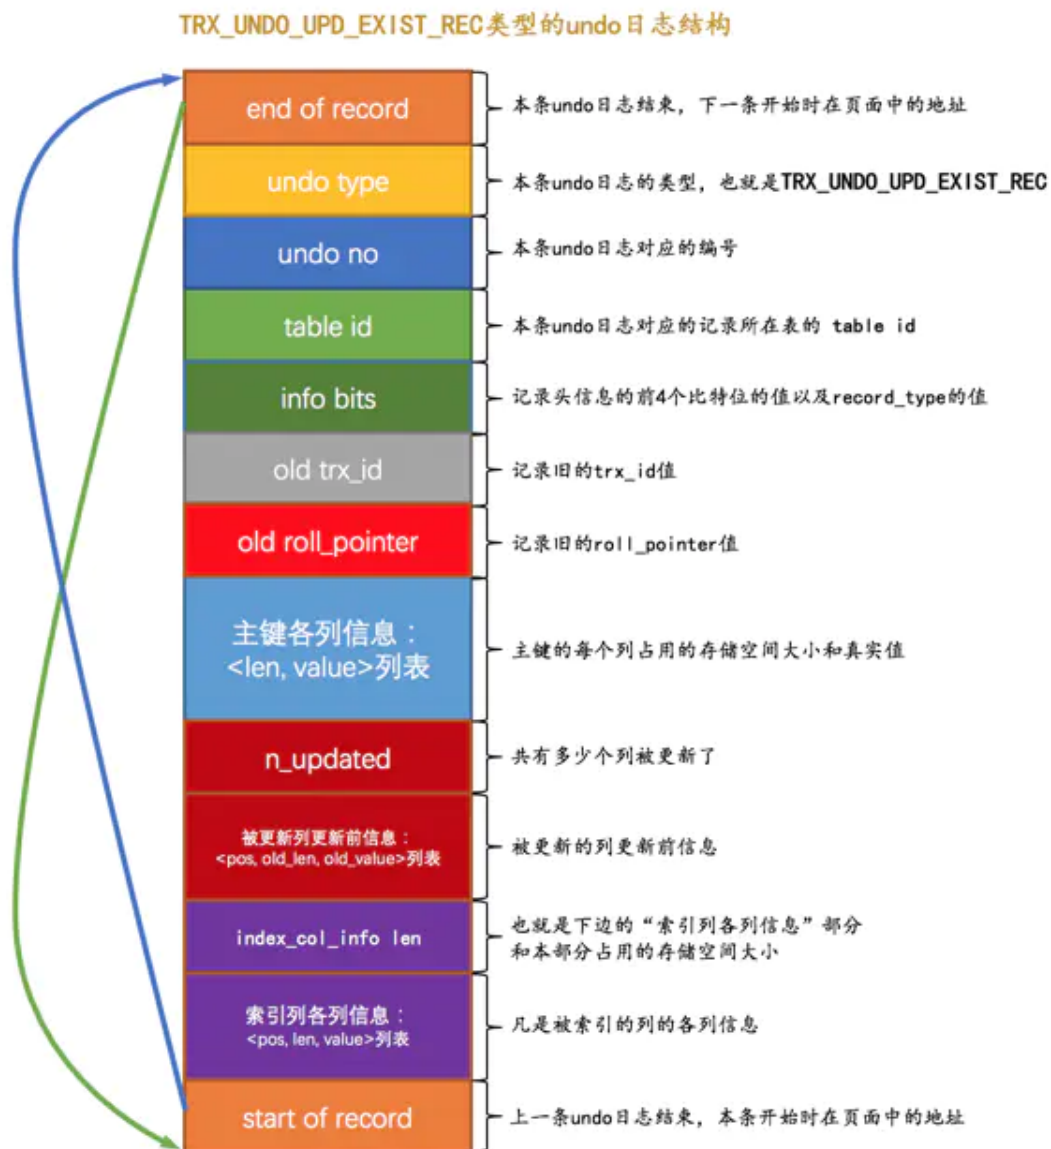 TRX_UNDO_UPD_EXIST_REC类型的undo日志结构
end of record
本条undo日志结束，下一条开始时在页面中的地址
undo type
本条undo日志的类型，也就是TRX_UNDO_UPD_EXIST_REC
undo no
本条undo日志对应的编号
table id
本条undo日志对应的记录所在表的 table id
info bits
记录头信息的前4个比特位的值以及record_type的值
old trx_id
记录旧的trx_id值
old roll_pointer
记录旧的roll_pointer值
主键各列信息：
<len, value>列表
主键的每个列占用的存储空间大小和真实值
n_updated
共有多少个列被更新了
被更新列更新前信息：
<pos, old_len, old_value>列表
被更新的列更新前信息
index_col_info len
也就是下边的“索引列各列信息”部分
和本部分占用的存储空间大小
索引列各列信息：
<pos, len, value>列表
凡是被索引的列的各列信息
start of record
上一条undo日志结束，本条开始时在页面中的地址